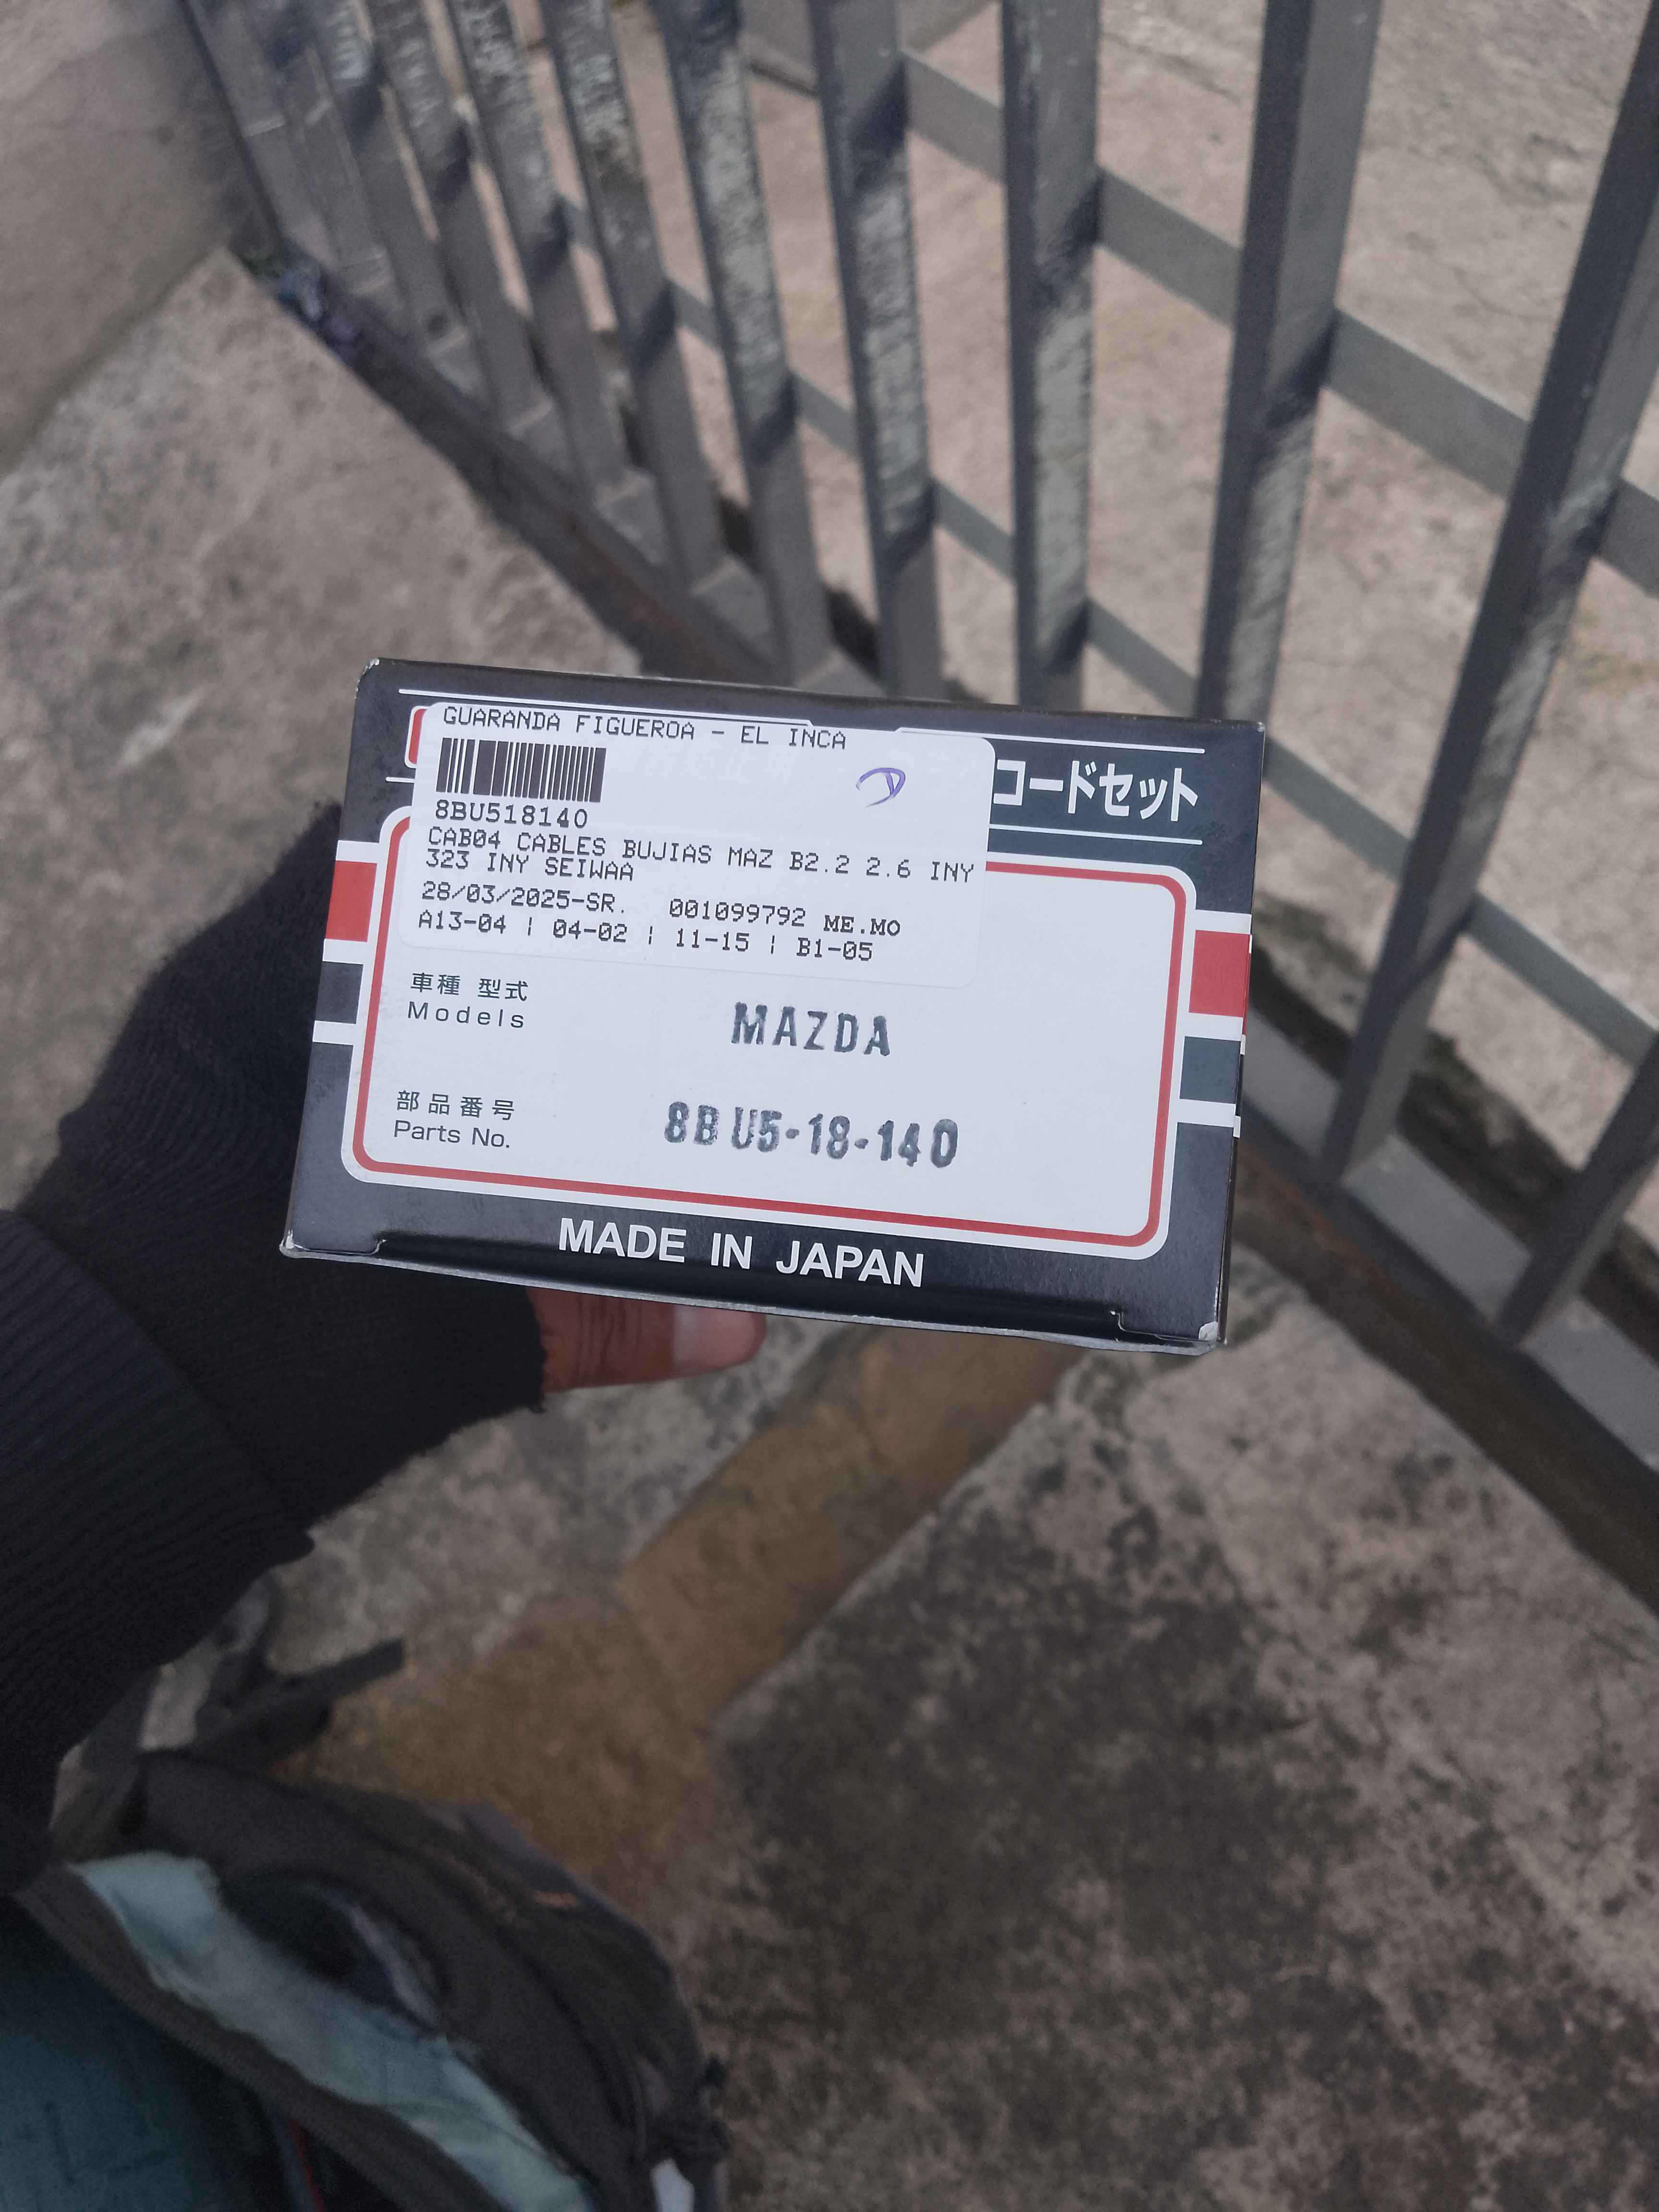 GUARANDA FIGUEROA - EL INCA
コードセット
8BU518140
CAB04 CABLES BUJIAS MAZ B2.2 2.6 INY
323 INY SEIWAA
28/03/2025-SR. 001099792 ME.MO
A13-04 ¦ 04-02 ¦ 11-15 ¦ B1-05
車種 型式
Models
MAZDA
部品番号
Parts No.
8BU5-18-140
MADE IN JAPAN